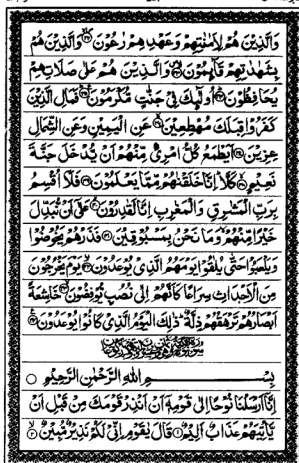 وَالَّذِينَ هُمْ لِأَمٰنٰتِهِمْ وَعَهْدِهِمْ رٰعُونَ ﴿٣٢﴾ وَالَّذِينَ هُمْ
بِشَهٰدٰتِهِمْ قَآئِمُونَ ﴿٣٣﴾ وَالَّذِينَ هُمْ عَلٰى صَلَاتِهِمْ
يُحَافِظُونَ ﴿٣٤﴾ أُولٰٓئِكَ فِي جَنّٰتٍ مُّكْرَمُونَ ﴿٣٥﴾ فَمَالِ الَّذِينَ
كَفَرُوا قِبَلَكَ مُهْطِعِينَ ﴿٣٦﴾ عَنِ الْيَمِينِ وَعَنِ الشِّمَالِ
عِزِينَ ﴿٣٧﴾ أَيَطْمَعُ كُلُّ امْرِئٍ مِّنْهُمْ أَنْ يُّدْخَلَ جَنَّةَ
نَعِيمٍ ﴿٣٨﴾ كَلَّا إِنَّا خَلَقْنٰهُمْ مِّمَّا يَعْلَمُونَ ﴿٣٩﴾ فَلَا أُقْسِمُ
بِرَبِّ الْمَشٰرِقِ وَالْمَغٰرِبِ إِنَّا لَقٰدِرُونَ ﴿٤٠﴾ عَلٰى أَنْ نُّبَدِّلَ
خَيْرًا مِّنْهُمْ وَمَا نَحْنُ بِمَسْبُوقِينَ ﴿٤١﴾ فَذَرْهُمْ يَخُوضُوا
وَيَلْعَبُوا حَتّٰى يُلٰقُوا يَوْمَهُمُ الَّذِي يُوعَدُونَ ﴿٤٢﴾ يَوْمَ يَخْرُجُونَ
مِنَ الْأَجْدَاثِ سِرَاعًا كَأَنَّهُمْ إِلٰى نُصُبٍ يُّوفِضُونَ ﴿٤٣﴾ خَاشِعَةً
أَبْصَارُهُمْ تَرْهَقُهُمْ ذِلَّةٌ ذٰلِكَ الْيَوْمُ الَّذِي كَانُوا يُوعَدُونَ ﴿٤٤﴾
بِسْمِ اللهِ الرَّحْمٰنِ الرَّحِيمِ
إِنَّا أَرْسَلْنَا نُوحًا إِلٰى قَوْمِهٖ أَنْ أَنْذِرْ قَوْمَكَ مِنْ قَبْلِ أَنْ
يَّأْتِيَهُمْ عَذَابٌ أَلِيمٌ ﴿١﴾ قَالَ يٰقَوْمِ إِنِّي لَكُمْ نَذِيرٌ مُّبِينٌ ﴿٢﴾